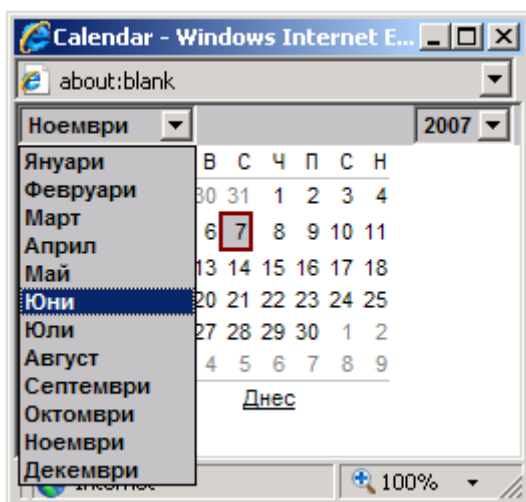 Calendar - Windows Internet E...
about:blank
Ноември 2007
Януари
Февруари
Март
Април
Май
Юни
Юли
Август
Септември
Октомври
Ноември
Декември
В С Ч П С Н
30 31 1 2 3 4
6 7 8 9 10 11
13 14 15 16 17 18
20 21 22 23 24 25
27 28 29 30 1 2
4 5 6 7 8 9
Днес
100%